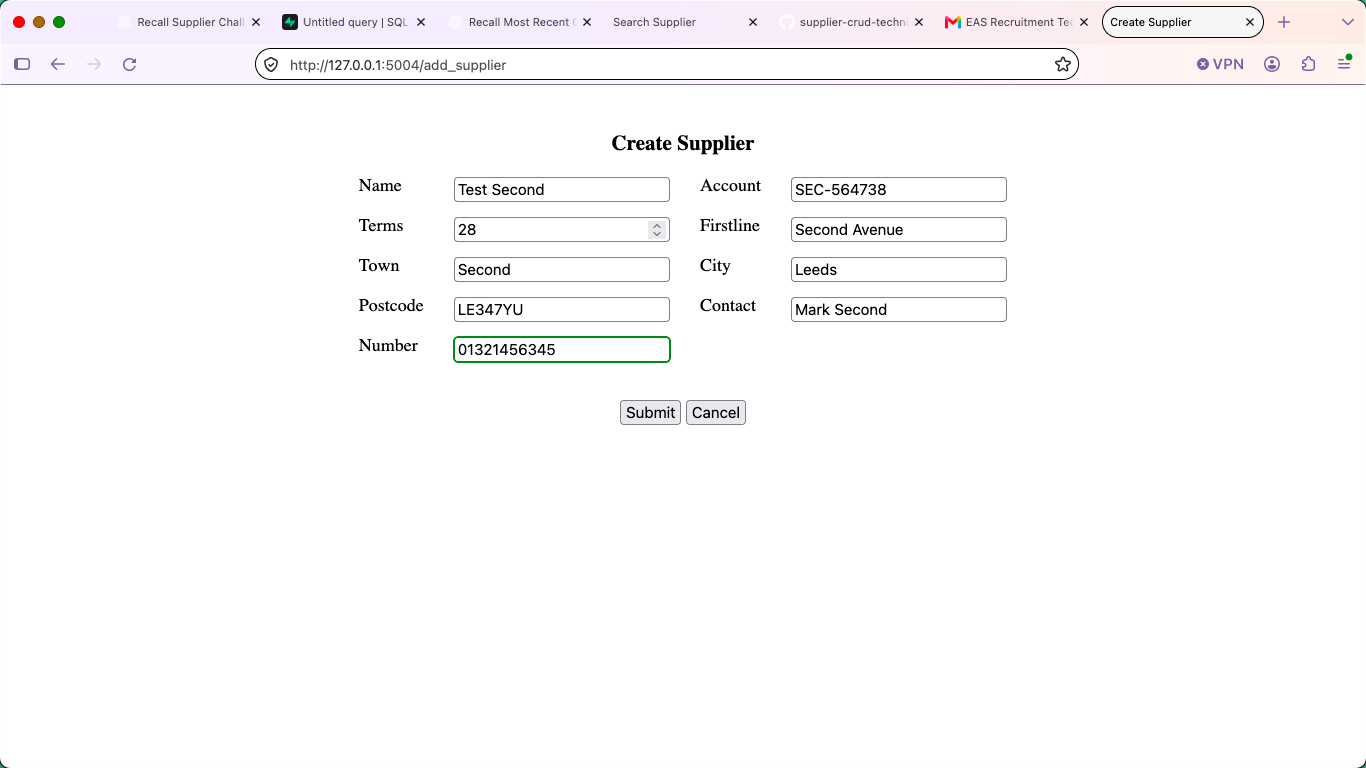 Recall Supplier Chall
Untitled query | SQL
Recall Most Recent
Search Supplier
supplier-crud-techni
EAS Recruitment Tec
Create Supplier
http://127.0.0.1:5004/add_supplier
VPN
Create Supplier
Name Test Second Account SEC-564738
Terms 28 Firstline Second Avenue
Town Second City Leeds
Postcode LE347YU Contact Mark Second
Number 01321456345
Submit Cancel